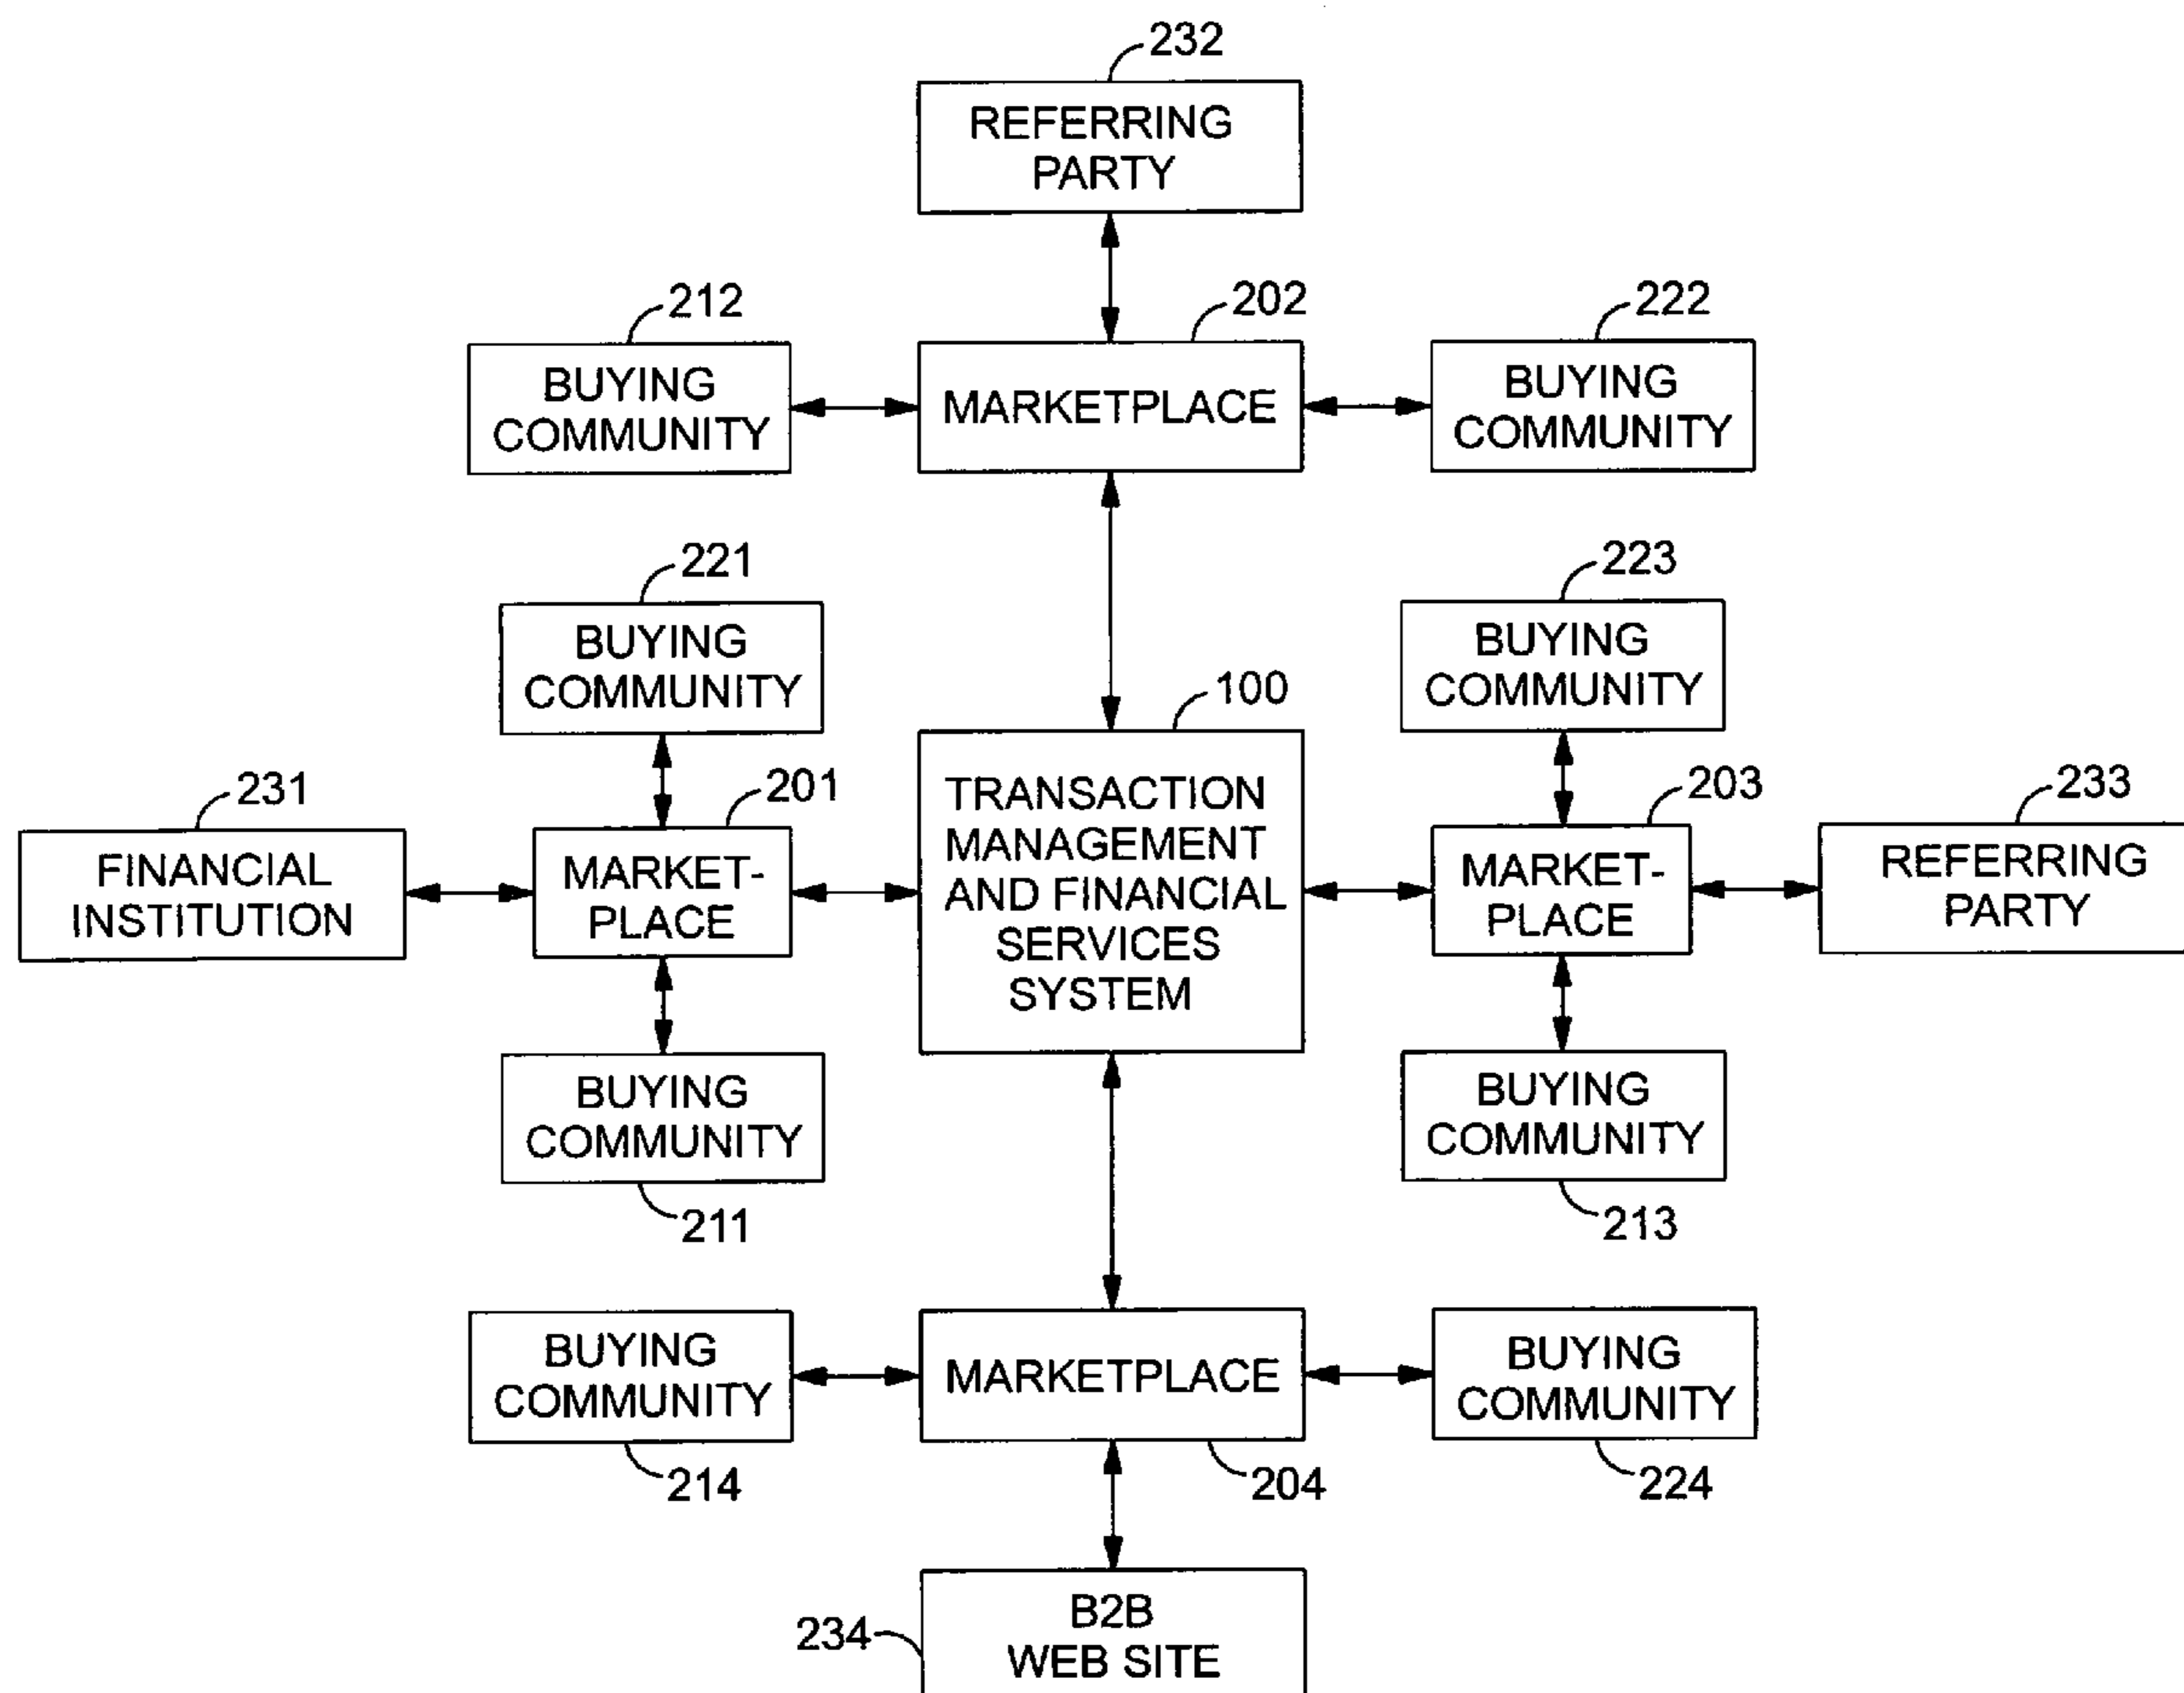 232
REFERRING
PARTY
212
202
222
BUYING
COMMUNITY
MARKETPLACE
BUYING
COMMUNITY
221
223
BUYING
COMMUNITY
BUYING
COMMUNITY
100
231
201
203
233
FINANCIAL
INSTITUTION
MARKET-
PLACE
TRANSACTION
MANAGEMENT
AND FINANCIAL
SERVICES
SYSTEM
MARKET-
PLACE
REFERRING
PARTY
BUYING
COMMUNITY
211
BUYING
COMMUNITY
213
BUYING
COMMUNITY
214
MARKETPLACE
204
BUYING
COMMUNITY
224
234
B2B
WEB SITE